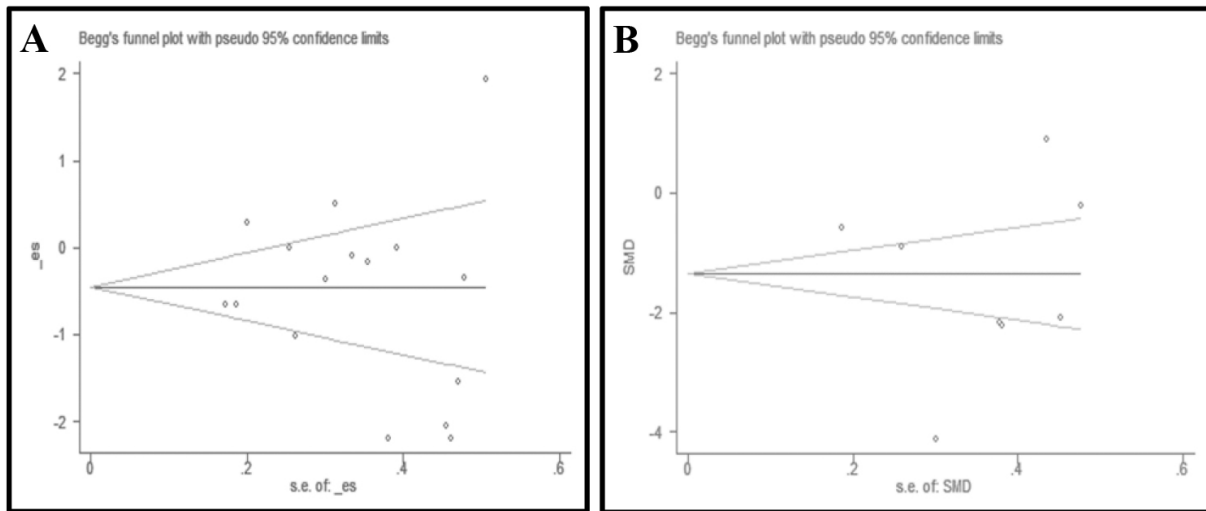 A
Begg's funnel plot with pseudo 95% confidence limits
2
1
0
-1
-2
_es
0
.2
.4
.6
s.e. of: _es
B
Begg's funnel plot with pseudo 95% confidence limits
2
0
-2
-4
SMD
0
.2
.4
.6
s.e. of: SMD